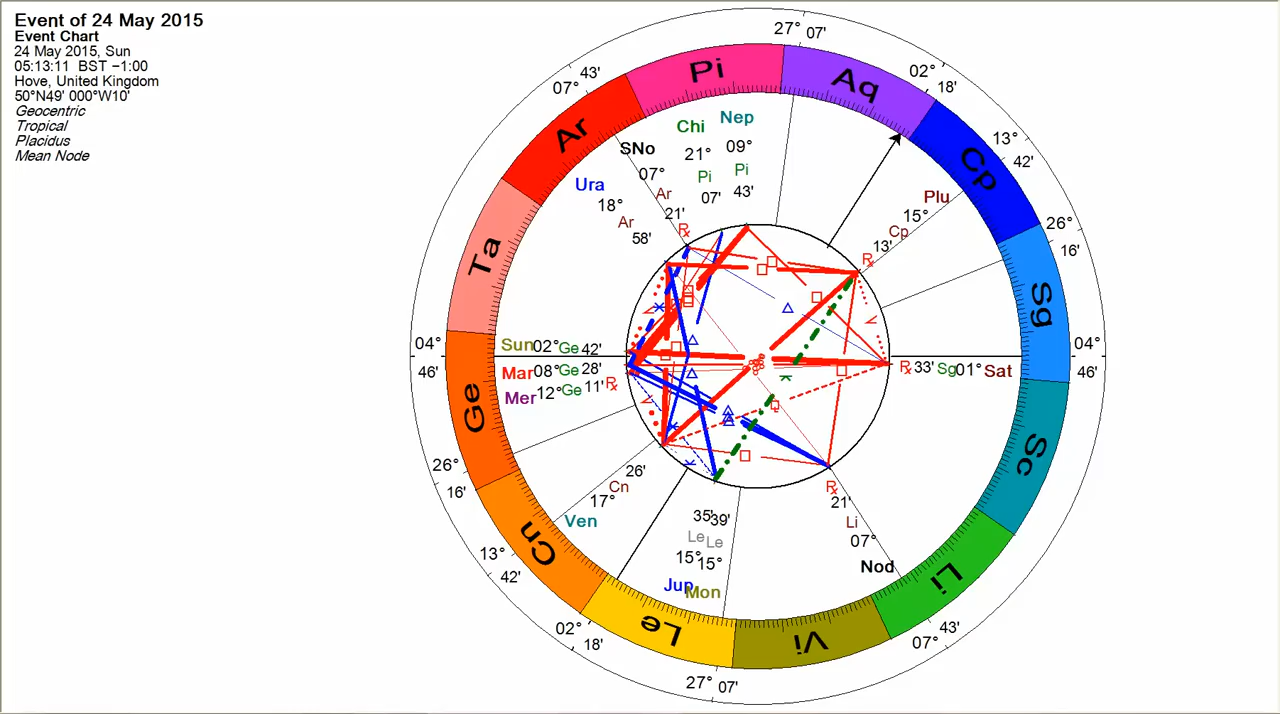 Event of 24 May 2015
Event Chart
24 May 2015, Sun
05:13:11 BST −1:00
Hove, United Kingdom
50°N49' 000°W10'
Geocentric
Tropical
Placidus
Mean Node
27° 07'
07° 43'
02° 18'
13° 42'
26° 16'
04° 46'
04° 46'
26° 16'
13° 42'
02° 18'
27° 07'
07° 43'
Pi
Aq
Ar
Cp
Ta
Sg
Ge
Sc
Cn
Li
Le
Vi
Nep 09° Pi 43'
Chi 21° Pi 07'
SNo 07° Ar 21' ℞
Ura 18° Ar 58'
Plu 15° Cp 13' ℞
Sun 02° Ge 42'
Mar 08° Ge 28'
Mer 12° Ge 11' ℞
℞ 33' Sg 01° Sat
Ven 17° Cn 26'
Jup 15° Le 35'
Mon 15° Le 39'
Nod 07° Li 21' ℞